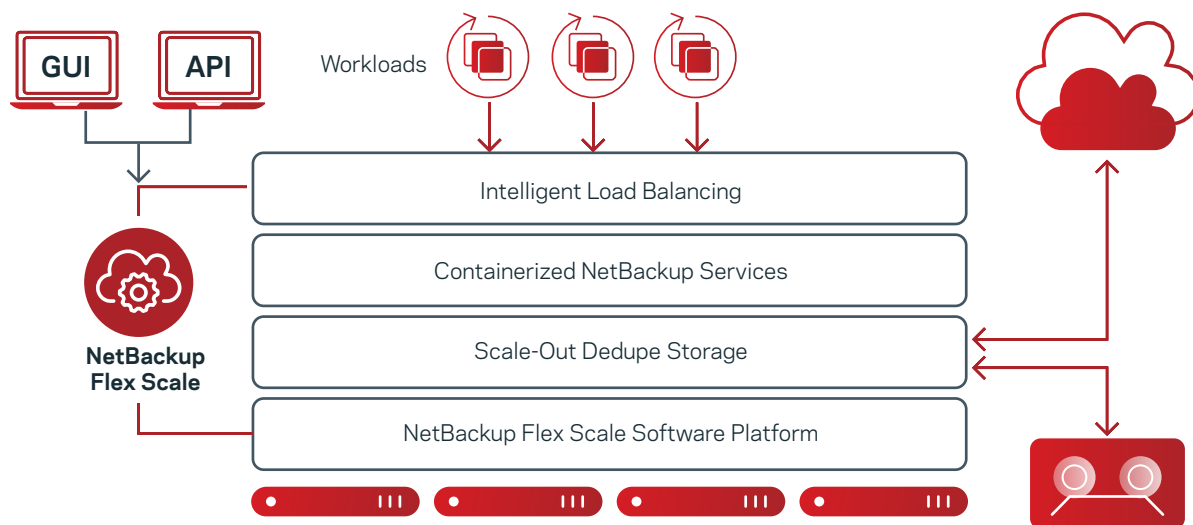 GUI
API
Workloads
Intelligent Load Balancing
Containerized NetBackup Services
Scale-Out Dedupe Storage
NetBackup Flex Scale Software Platform
NetBackup
Flex Scale